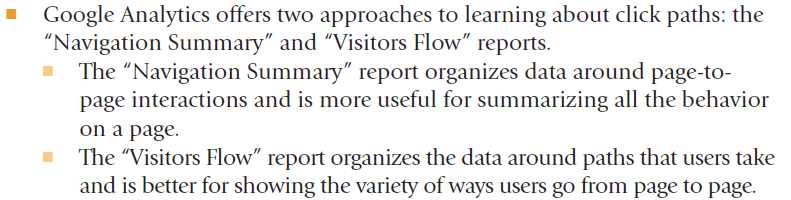 Google Analytics offers two approaches to learning about click paths: the
“Navigation Summary” and “Visitors Flow” reports.
The “Navigation Summary” report organizes data around page-to-
page interactions and is more useful for summarizing all the behavior
on a page.
The “Visitors Flow” report organizes the data around paths that users take
and is better for showing the variety of ways users go from page to page.